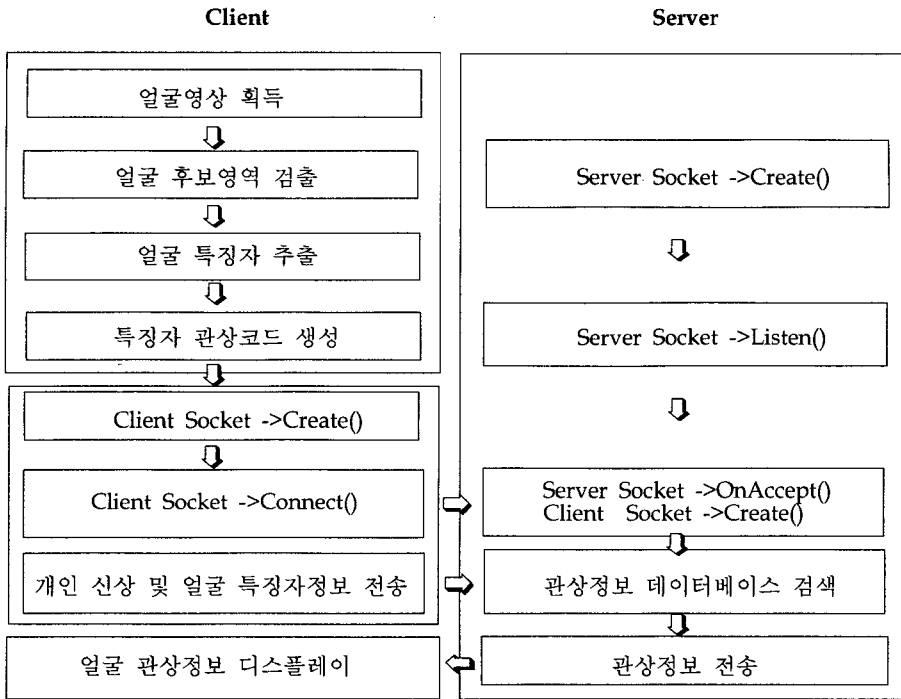 Client
얼굴영상 획득
얼굴 후보영역 검출
얼굴 특징자 추출
특징자 관상코드 생성
Client Socket ->Create()
Client Socket ->Connect()
개인 신상 및 얼굴 특징자정보 전송
얼굴 관상정보 디스플레이
Server
Server Socket ->Create()
Server Socket ->Listen()
Server Socket ->OnAccept()
Client Socket ->Create()
관상정보 데이터베이스 검색
관상정보 전송